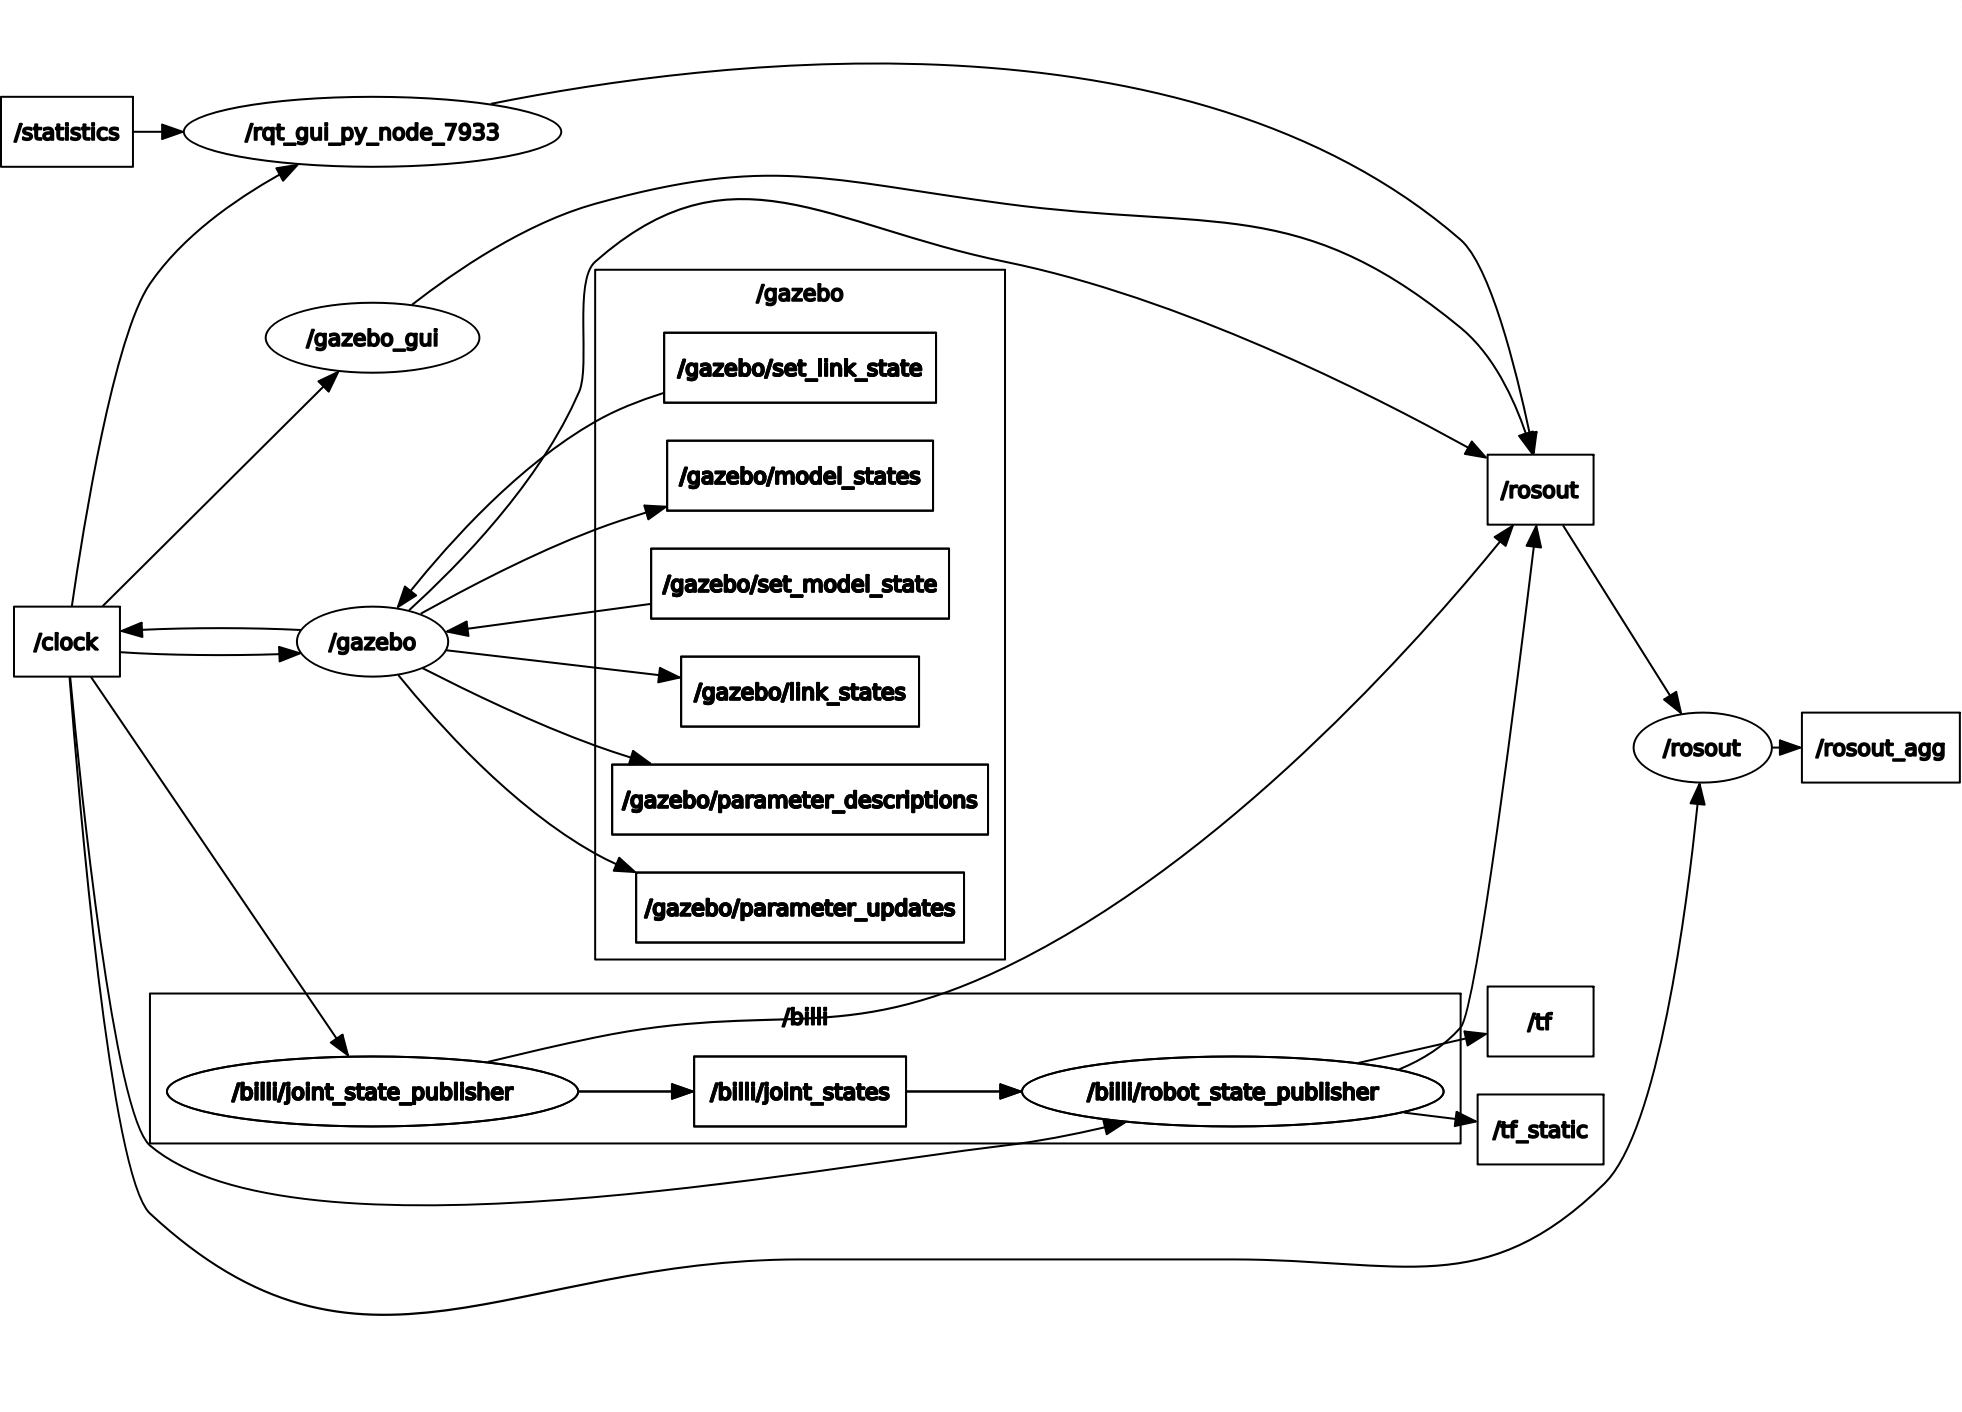 /statistics
/rqt_gui_py_node_7933
/gazebo
/gazebo_gui
/gazebo/set_link_state
/gazebo/model_states
/rosout
/gazebo/set_model_state
/clock
/gazebo
/gazebo/link_states
/rosout
/rosout_agg
/gazebo/parameter_descriptions
/gazebo/parameter_updates
/billi
/tf
/billi/joint_state_publisher
/billi/joint_states
/billi/robot_state_publisher
/tf_static